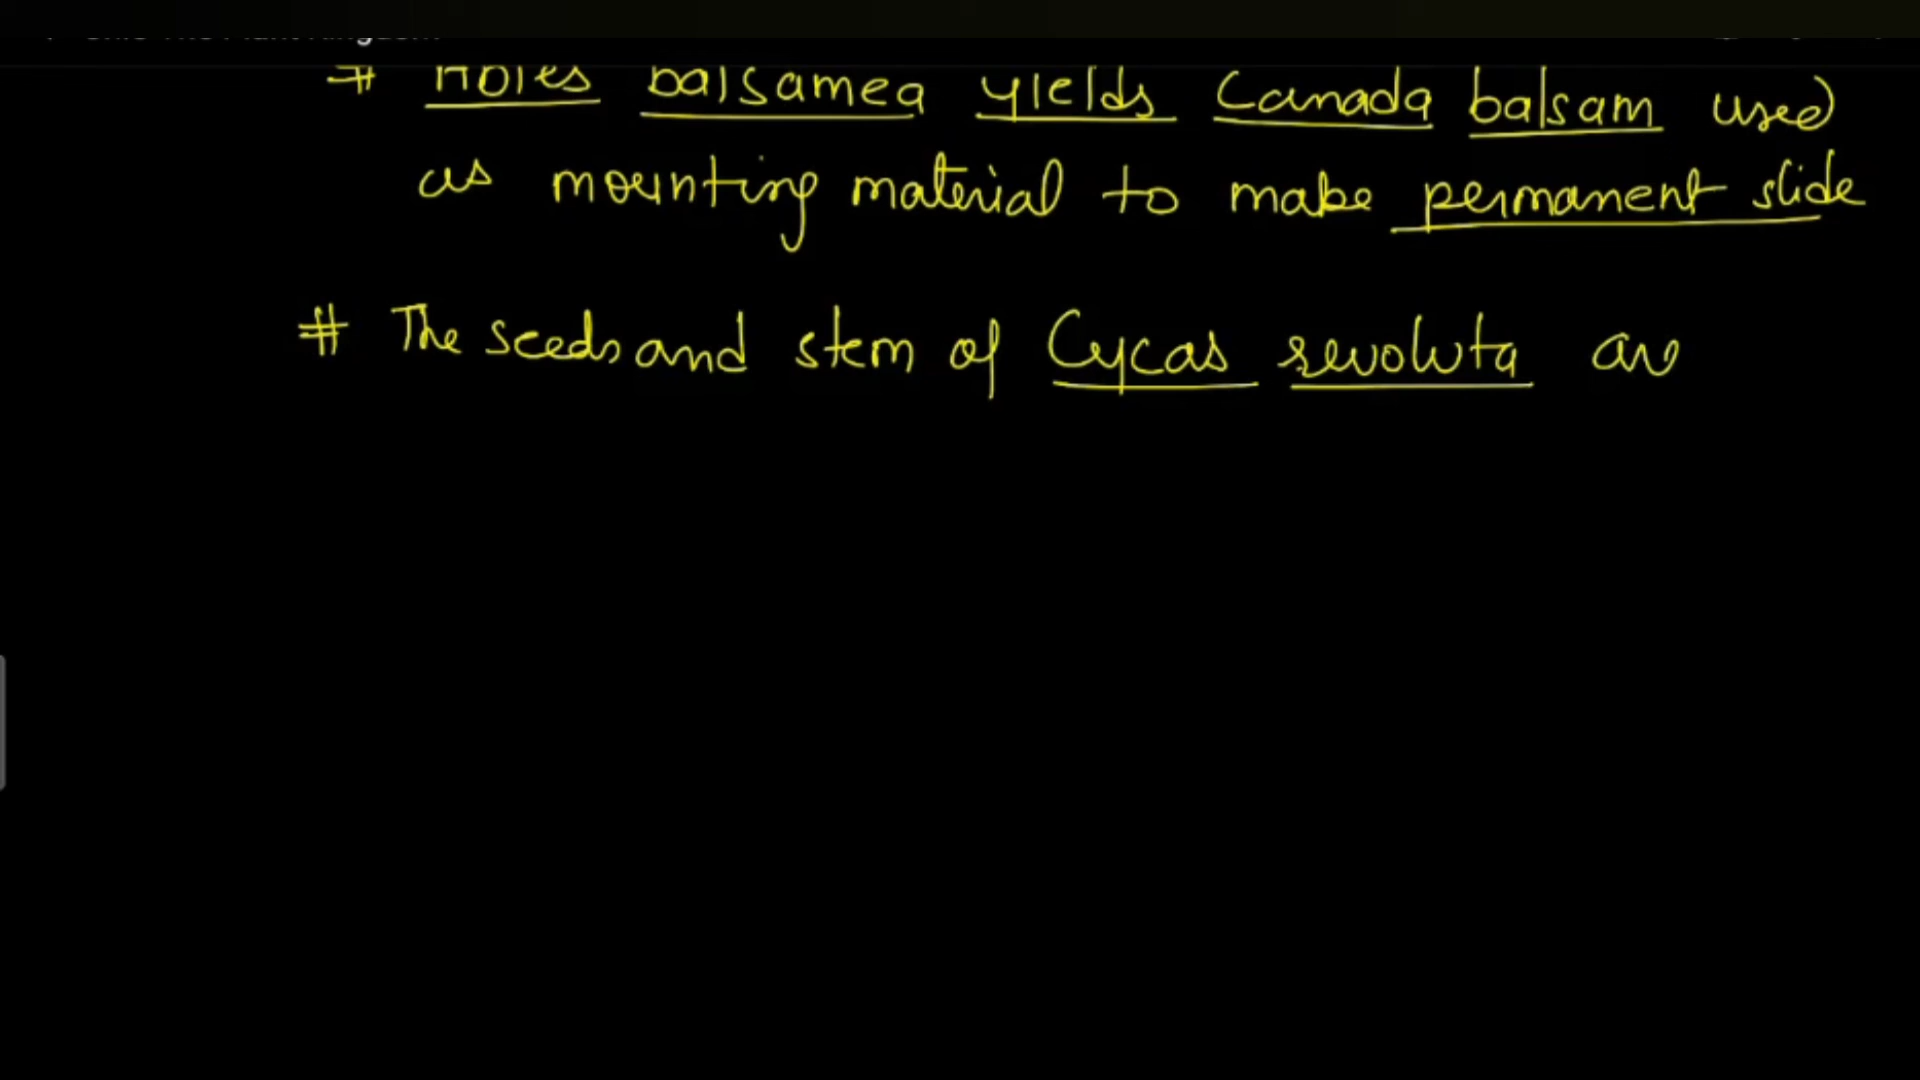 # Abies balsamea yields Canada balsam used
as mounting material to make permanent slide
# The seeds and stem of Cycas revoluta are